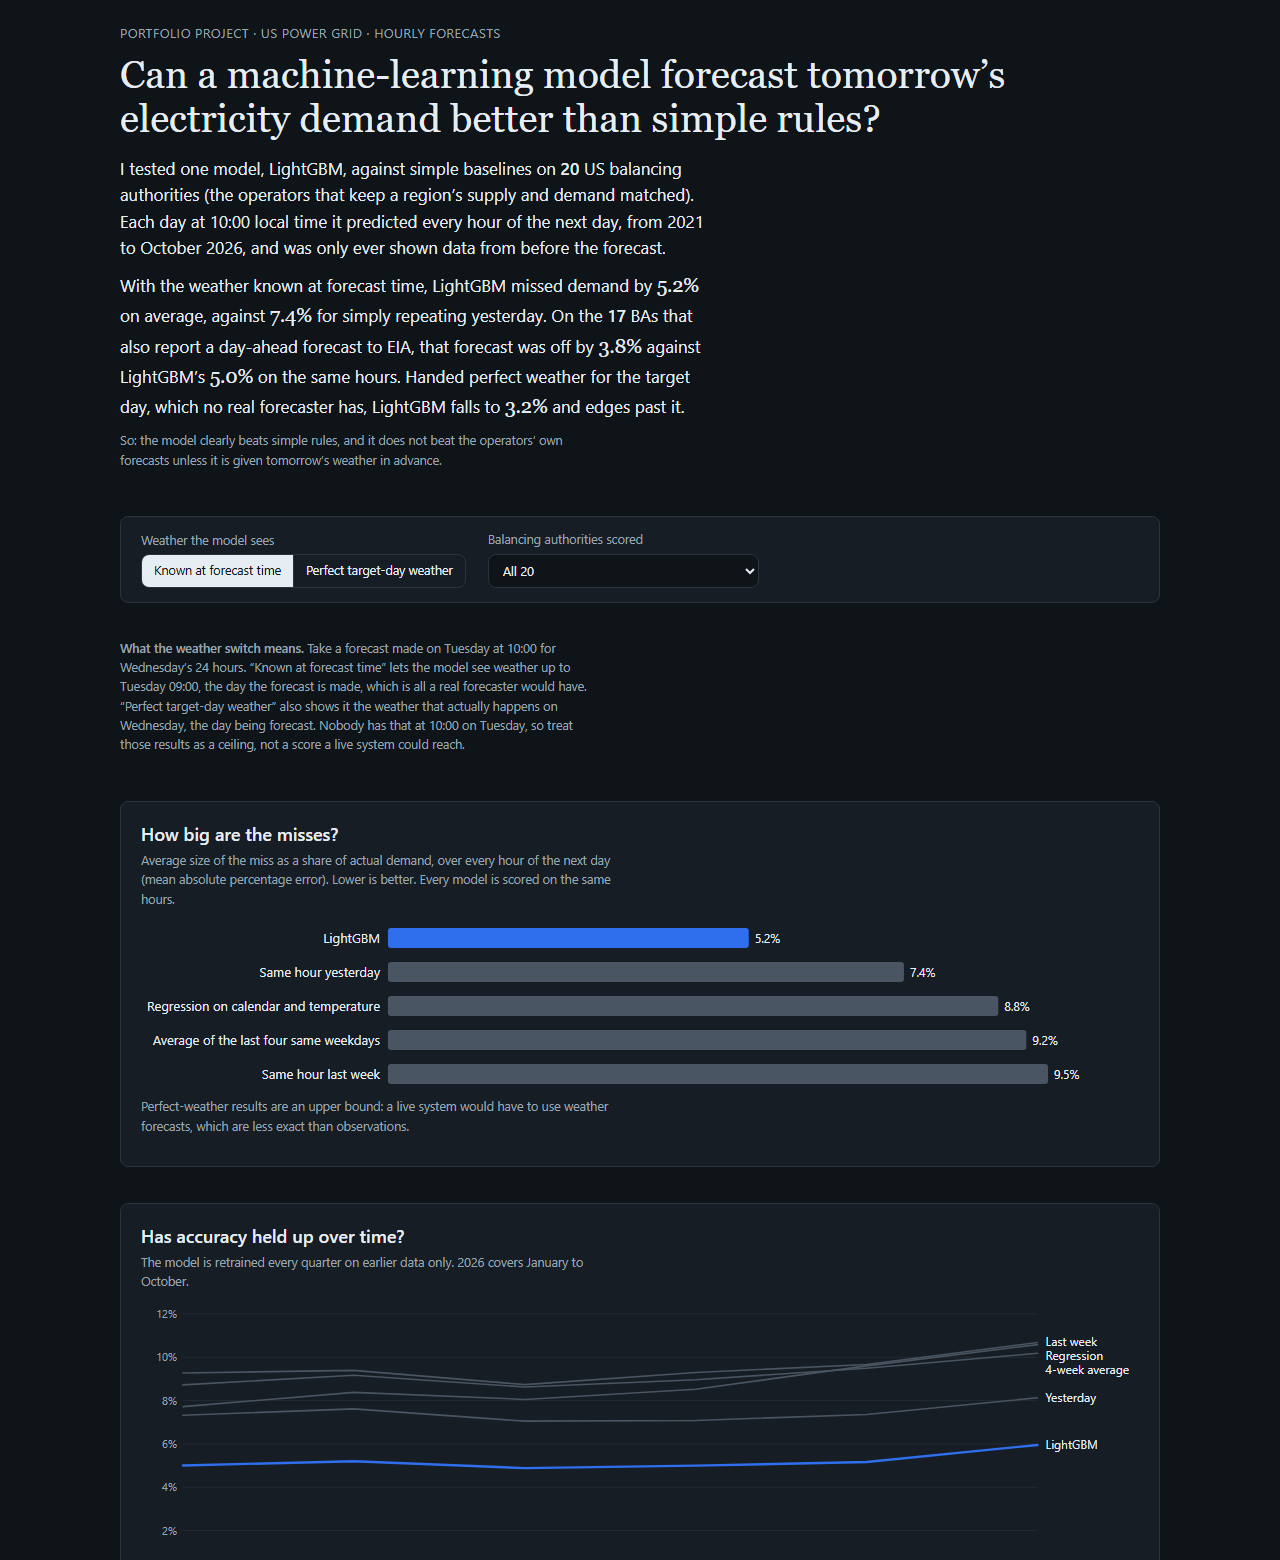 PORTFOLIO PROJECT · US POWER GRID · HOURLY FORECASTS
Can a machine-learning model forecast tomorrow’s
electricity demand better than simple rules?
I tested one model, LightGBM, against simple baselines on 20 US balancing
authorities (the operators that keep a region’s supply and demand matched).
Each day at 10:00 local time it predicted every hour of the next day, from 2021
to October 2026, and was only ever shown data from before the forecast.
With the weather known at forecast time, LightGBM missed demand by 5.2%
on average, against 7.4% for simply repeating yesterday. On the 17 BAs that
also report a day-ahead forecast to EIA, that forecast was off by 3.8% against
LightGBM’s 5.0% on the same hours. Handed perfect weather for the target
day, which no real forecaster has, LightGBM falls to 3.2% and edges past it.
So: the model clearly beats simple rules, and it does not beat the operators’ own
forecasts unless it is given tomorrow’s weather in advance.
Weather the model sees
Balancing authorities scored
Known at forecast time
Perfect target-day weather
All 20
What the weather switch means. Take a forecast made on Tuesday at 10:00 for
Wednesday’s 24 hours. “Known at forecast time” lets the model see weather up to
Tuesday 09:00, the day the forecast is made, which is all a real forecaster would have.
“Perfect target-day weather” also shows it the weather that actually happens on
Wednesday, the day being forecast. Nobody has that at 10:00 on Tuesday, so treat
those results as a ceiling, not a score a live system could reach.
How big are the misses?
Average size of the miss as a share of actual demand, over every hour of the next day
(mean absolute percentage error). Lower is better. Every model is scored on the same
hours.
LightGBM 5.2%
Same hour yesterday 7.4%
Regression on calendar and temperature 8.8%
Average of the last four same weekdays 9.2%
Same hour last week 9.5%
Perfect-weather results are an upper bound: a live system would have to use weather
forecasts, which are less exact than observations.
Has accuracy held up over time?
The model is retrained every quarter on earlier data only. 2026 covers January to
October.
12%
Last week
10%
Regression
4-week average
8%
Yesterday
6%
LightGBM
4%
2%